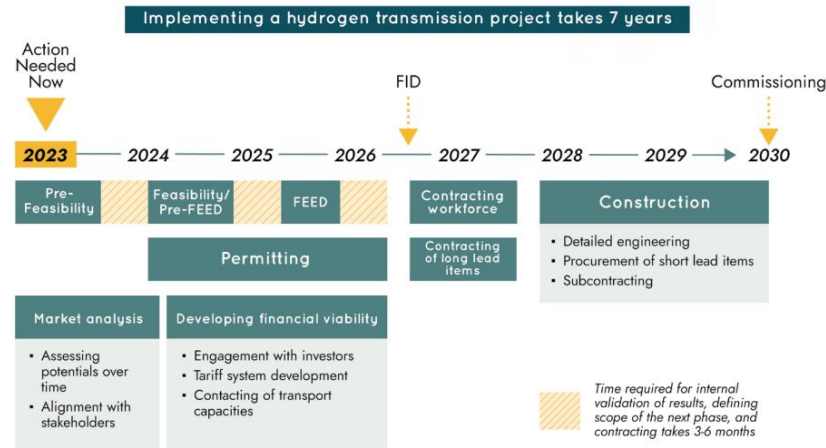 Implementing a hydrogen transmission project takes 7 years
Action
Needed
Now
FID
Commissioning
2023
2024
2025
2026
2027
2028
2029
2030
Pre-
Feasibility
Feasibility/
Pre-FEED
FEED
Contracting
workforce
Construction
Permitting
Contracting
of long lead
items
▪ Detailed engineering
▪ Procurement of short lead items
▪ Subcontracting
Market analysis
▪ Assessing
potentials over
time
▪ Alignment with
stakeholders
Developing financial viability
▪ Engagement with investors
▪ Tariff system development
▪ Contacting of transport
capacities
Time required for internal
validation of results, defining
scope of the next phase, and
contracting takes 3-6 months